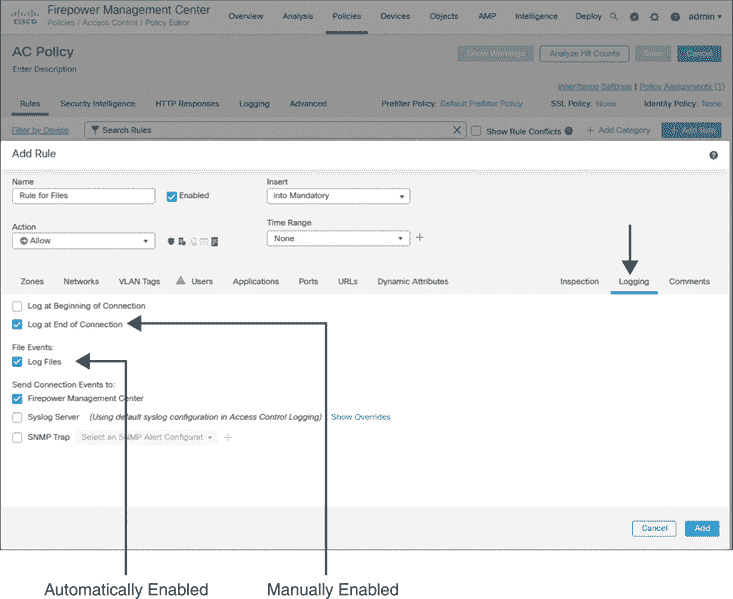 Firepower Management Center
CISCO Policies / Access Control / Policy Editor
Overview Analysis Policies Devices Objects AMP Intelligence Deploy admin
AC Policy
Enter Description
Show Warnings Analyze Hit Counts Save Cancel
Inheritance Settings | Policy Assignments (1)
Rules Security Intelligence HTTP Responses Logging Advanced Prefilter Policy: Default Prefilter Policy SSL Policy: None Identity Policy: None
Filter by Device Search Rules Show Rule Conflicts + Add Category
Add Rule
Name
Rule for Files
Enabled
Insert
into Mandatory
Action
Allow
Time Range
None
Zones Networks VLAN Tags Users Applications Ports URLs Dynamic Attributes Inspection Logging Comments
Log at Beginning of Connection
Log at End of Connection
File Events:
Log Files
Send Connection Events to:
Firepower Management Center
Syslog Server (Using default syslog configuration in Access Control Logging) Show Overrides
SNMP Trap Select an SNMP Alert Configurat
Cancel Add
Automatically Enabled Manually Enabled